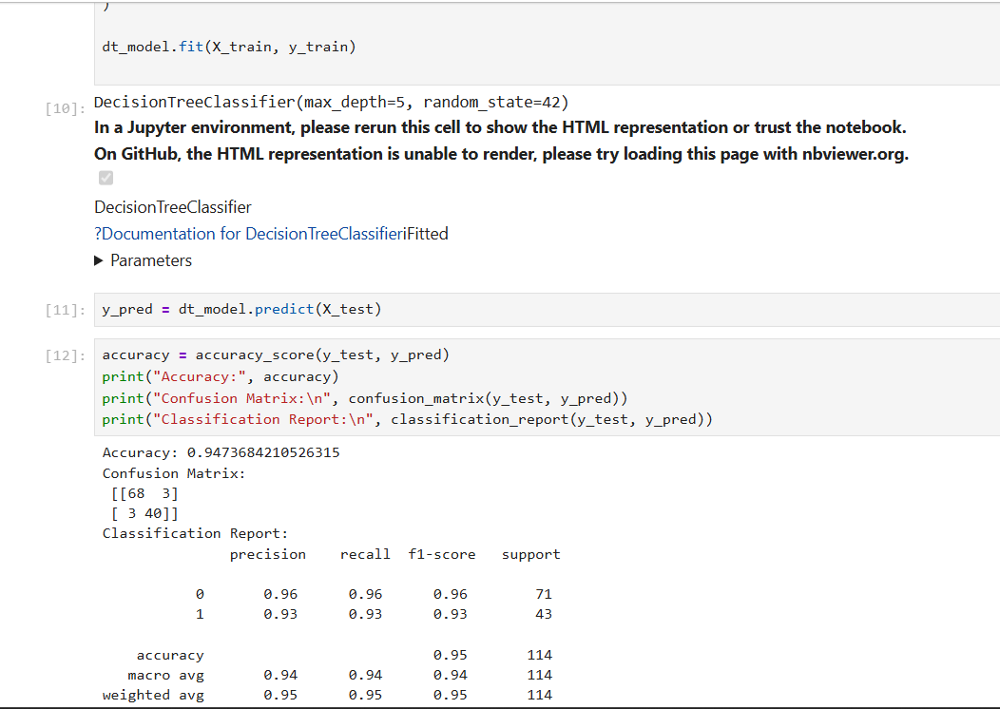 )
dt_model.fit(X_train, y_train)
[10]: DecisionTreeClassifier(max_depth=5, random_state=42)
In a Jupyter environment, please rerun this cell to show the HTML representation or trust the notebook.
On GitHub, the HTML representation is unable to render, please try loading this page with nbviewer.org.
DecisionTreeClassifier
?Documentation for DecisionTreeClassifieriFitted
▶ Parameters
[11]: y_pred = dt_model.predict(X_test)
[12]: accuracy = accuracy_score(y_test, y_pred)
print("Accuracy:", accuracy)
print("Confusion Matrix:\n", confusion_matrix(y_test, y_pred))
print("Classification Report:\n", classification_report(y_test, y_pred))
Accuracy: 0.9473684210526315
Confusion Matrix:
[[68  3]
[ 3 40]]
Classification Report:
precision    recall  f1-score   support
0       0.96      0.96      0.96        71
1       0.93      0.93      0.93        43
accuracy                           0.95       114
macro avg       0.94      0.94      0.94       114
weighted avg       0.95      0.95      0.95       114